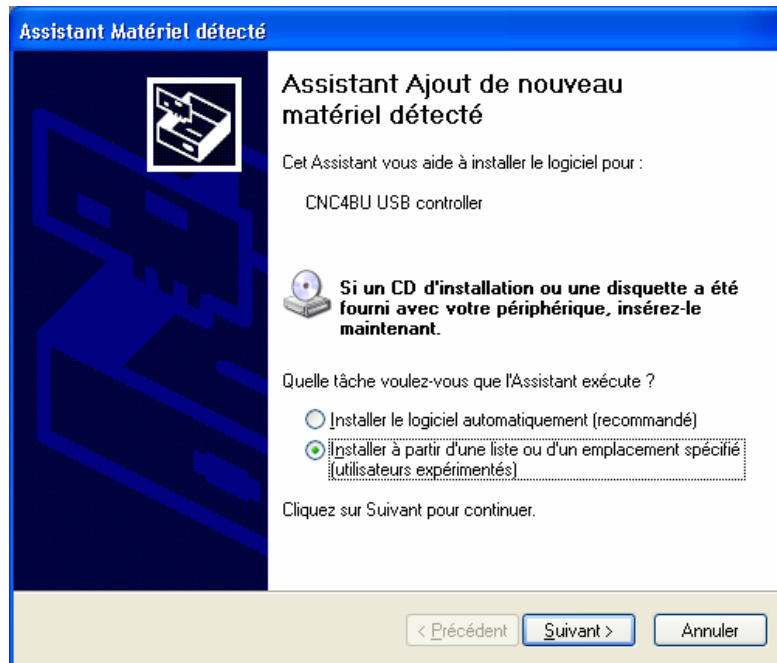 Assistant Matériel détecté
Assistant Ajout de nouveau
matériel détecté
Cet Assistant vous aide à installer le logiciel pour :
CNC4BU USB controller
Si un CD d'installation ou une disquette a été
fourni avec votre périphérique, insérez-le
maintenant.
Quelle tâche voulez-vous que l'Assistant exécute ?
Installer le logiciel automatiquement (recommandé)
Installer à partir d'une liste ou d'un emplacement spécifié
(utilisateurs expérimentés)
Cliquez sur Suivant pour continuer.
< Précédent
Suivant >
Annuler